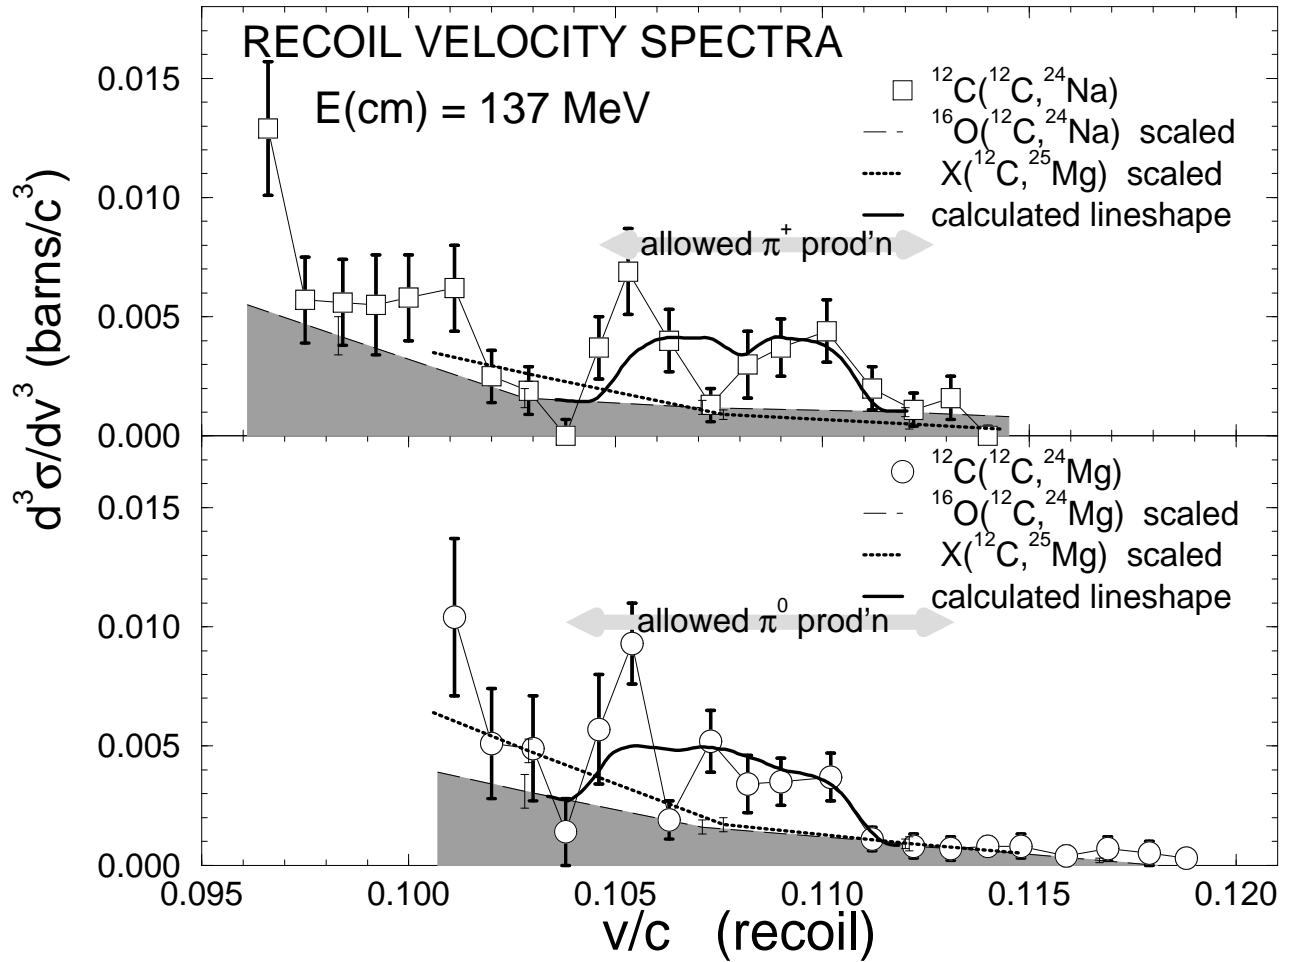 RECOIL VELOCITY SPECTRA
E(cm) = 137 MeV
¹²C(¹²C,²⁴Na)
¹⁶O(¹²C,²⁴Na) scaled
X(¹²C,²⁵Mg) scaled
calculated lineshape
allowed π⁺ prod'n
0.015
0.010
0.005
0.000
d³σ/dv³ (barns/c³)
¹²C(¹²C,²⁴Mg)
¹⁶O(¹²C,²⁴Mg) scaled
X(¹²C,²⁵Mg) scaled
calculated lineshape
allowed π⁰ prod'n
0.015
0.010
0.005
0.000
0.095 0.100 0.105 0.110 0.115 0.120
v/c (recoil)